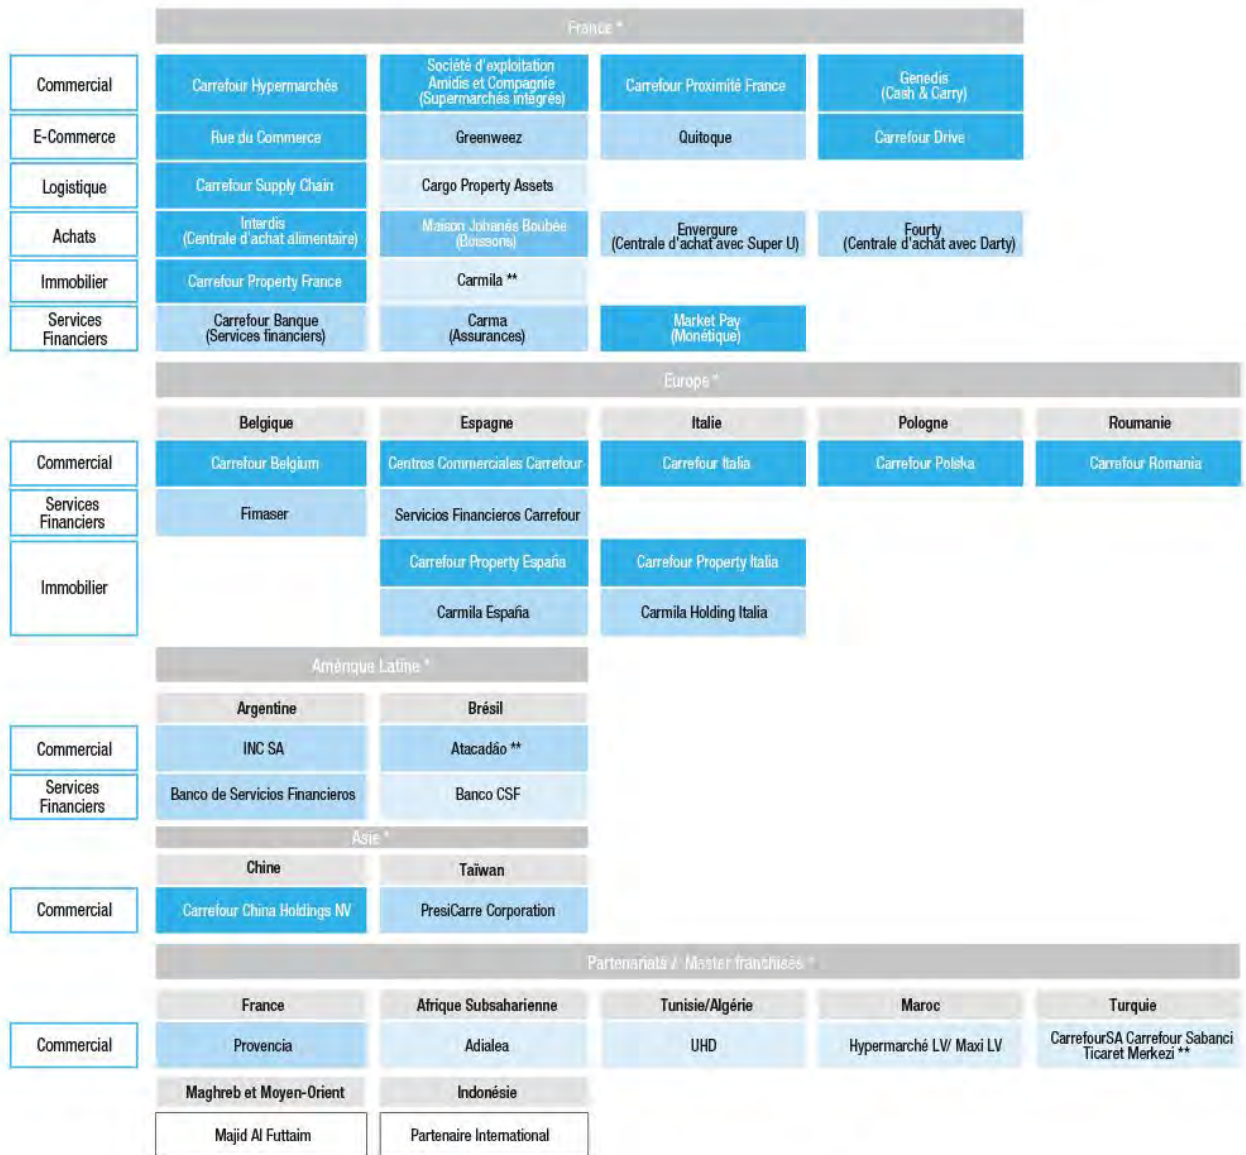 France *
Commercial
Carrefour Hypermarchés
Société d'exploitation
Amidis et Compagnie
(Supermarchés intégrés)
Carrefour Proximité France
Genedis
(Cash & Carry)
E-Commerce
Rue du Commerce
Greenweez
Quitoque
Carrefour Drive
Logistique
Carrefour Supply Chain
Cargo Property Assets
Achats
Interdis
(Centrale d'achat alimentaire)
Maison Johanès Boubée
(Boissons)
Envergure
(Centrale d'achat avec Super U)
Fourty
(Centrale d'achat avec Darty)
Immobilier
Carrefour Property France
Carmila **
Services
Financiers
Carrefour Banque
(Services financiers)
Carma
(Assurances)
Market Pay
(Monétique)
Europe *
Belgique
Espagne
Italie
Pologne
Roumanie
Commercial
Carrefour Belgium
Centros Commerciales Carrefour
Carrefour Italia
Carrefour Polska
Carrefour Romania
Services
Financiers
Fimaser
Servicios Financieros Carrefour
Immobilier
Carrefour Property España
Carrefour Property Italia
Carmila España
Carmila Holding Italia
Amérique Latine *
Argentine
Brésil
Commercial
INC SA
Atacadão **
Services
Financiers
Banco de Servicios Financieros
Banco CSF
Asie *
Chine
Taïwan
Commercial
Carrefour China Holdings NV
PresiCarre Corporation
Partenariats / Master franchisés *
France
Afrique Subsaharienne
Tunisie/Algérie
Maroc
Turquie
Commercial
Provencia
Adialea
UHD
Hypermarché LV/ Maxi LV
CarrefourSA Carrefour Sabanci
Ticaret Merkezi **
Maghreb et Moyen-Orient
Indonésie
Majid Al Futtaim
Partenaire International